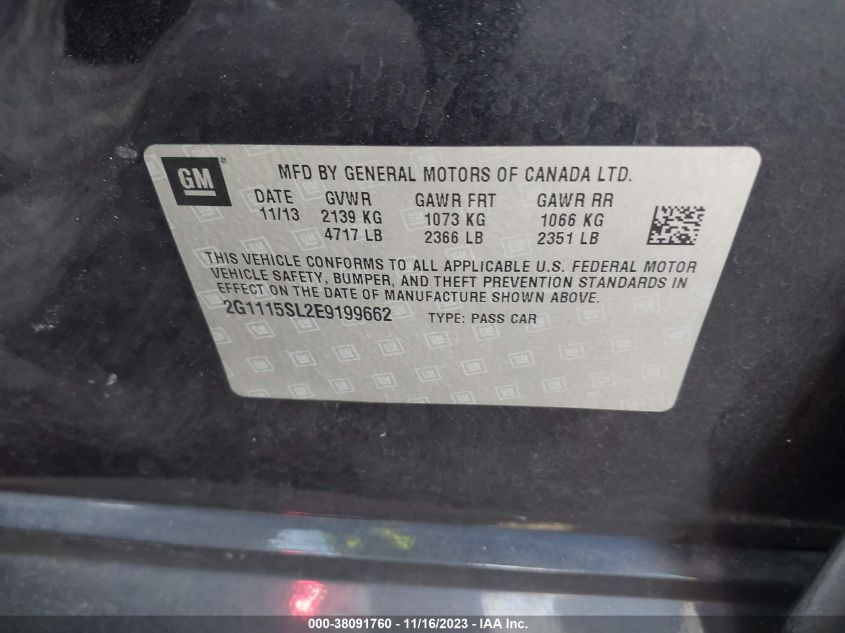 GM
MFD BY GENERAL MOTORS OF CANADA LTD.
DATE GVWR GAWR FRT GAWR RR
11/13 2139 KG 1073 KG 1066 KG
4717 LB 2366 LB 2351 LB
THIS VEHICLE CONFORMS TO ALL APPLICABLE U.S. FEDERAL MOTOR
VEHICLE SAFETY, BUMPER, AND THEFT PREVENTION STANDARDS IN
EFFECT ON THE DATE OF MANUFACTURE SHOWN ABOVE.
2G1115SL2E9199662 TYPE: PASS CAR
000-38091760 - 11/16/2023 - IAA Inc.